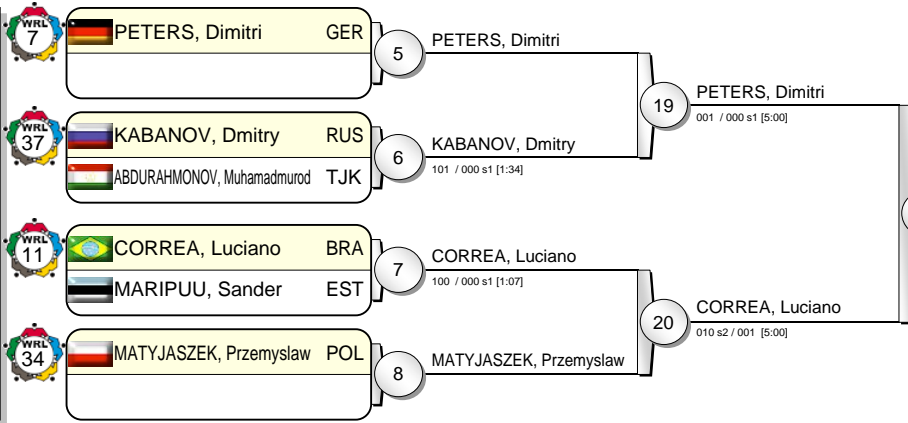 WRL
7
PETERS, Dimitri GER
5
PETERS, Dimitri
19
PETERS, Dimitri
001 / 000 s1 [5:00]
WRL
37
KABANOV, Dmitry RUS
ABDURAHMONOV, Muhamadmurod TJK
6
KABANOV, Dmitry
101 / 000 s1 [1:34]
WRL
11
CORREA, Luciano BRA
MARIPUU, Sander EST
7
CORREA, Luciano
100 / 000 s1 [1:07]
20
CORREA, Luciano
010 s2 / 001 [5:00]
WRL
34
MATYJASZEK, Przemyslaw POL
8
MATYJASZEK, Przemyslaw